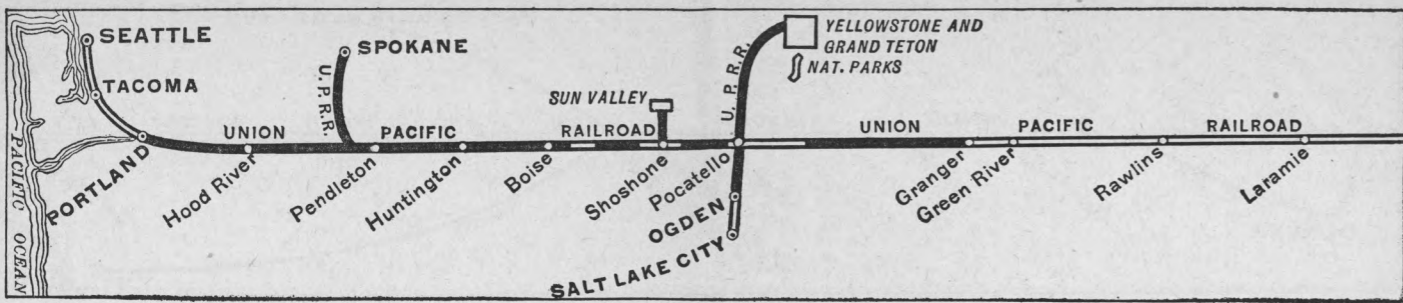 SEATTLE
TACOMA
PORTLAND
PACIFIC OCEAN
SPOKANE
U. P. R.R.
UNION PACIFIC RAILROAD
Hood River
Pendleton
Huntington
Boise
SUN VALLEY
Shoshone
Pocatello
OGDEN
SALT LAKE CITY
U. P. R.R.
YELLOWSTONE AND
GRAND TETON
NAT. PARKS
UNION PACIFIC RAILROAD
Granger
Green River
Rawlins
Laramie